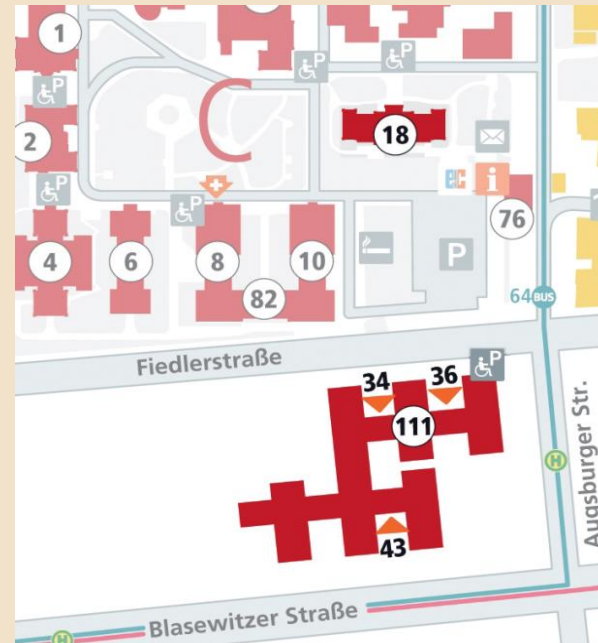 1
P
P
P
C
18
2
P
ec
i
76
P
4
6
8
10
P
82
64 BUS
Fiedlerstraße
34
36
P
111
H
Augsburger Str.
43
Blasewitzer Straße
H